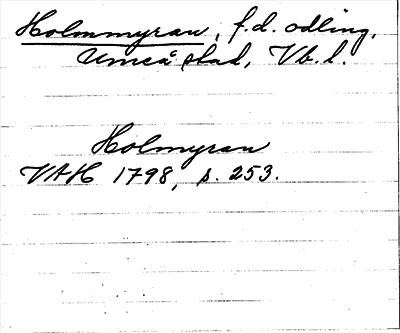 Holmmyran, f.d. odling,
Umeå stad, Vb. l.
Holmyran
VAH 1798, s. 253.